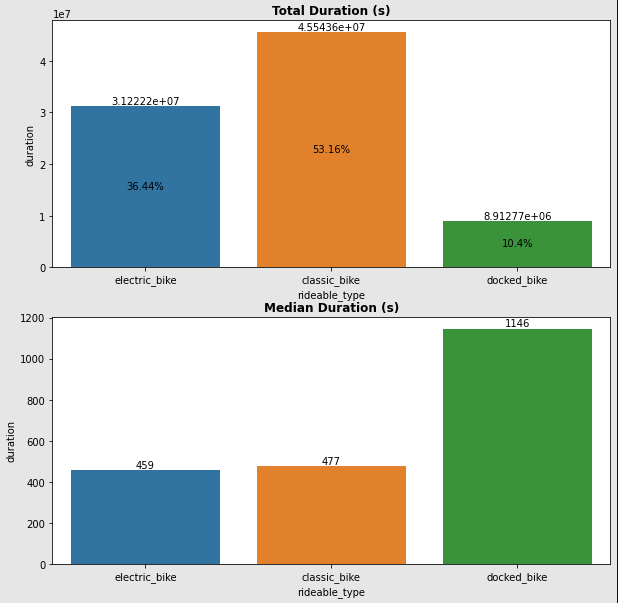 Total Duration (s)
1e7
4.55436e+07
4
3.12222e+07
3
duration
53.16%
2
36.44%
1
8.91277e+06
10.4%
0
electric_bike classic_bike docked_bike
rideable_type
Median Duration (s)
1200
1146
1000
800
duration
600
459
477
400
200
0
electric_bike classic_bike docked_bike
rideable_type